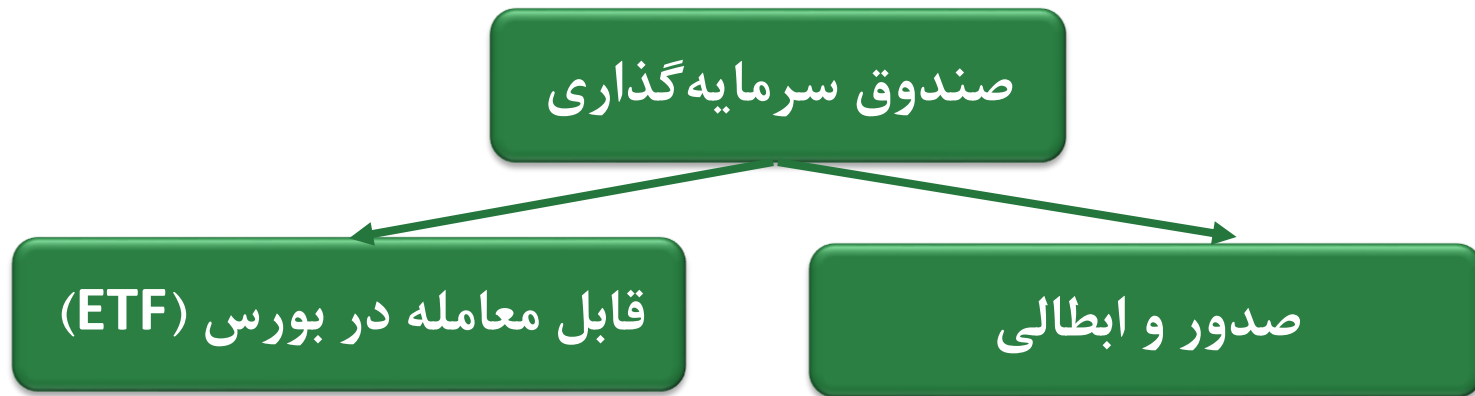 صندوق سرمایه‌گذاری
صدور و ابطالی
قابل معامله در بورس (ETF)